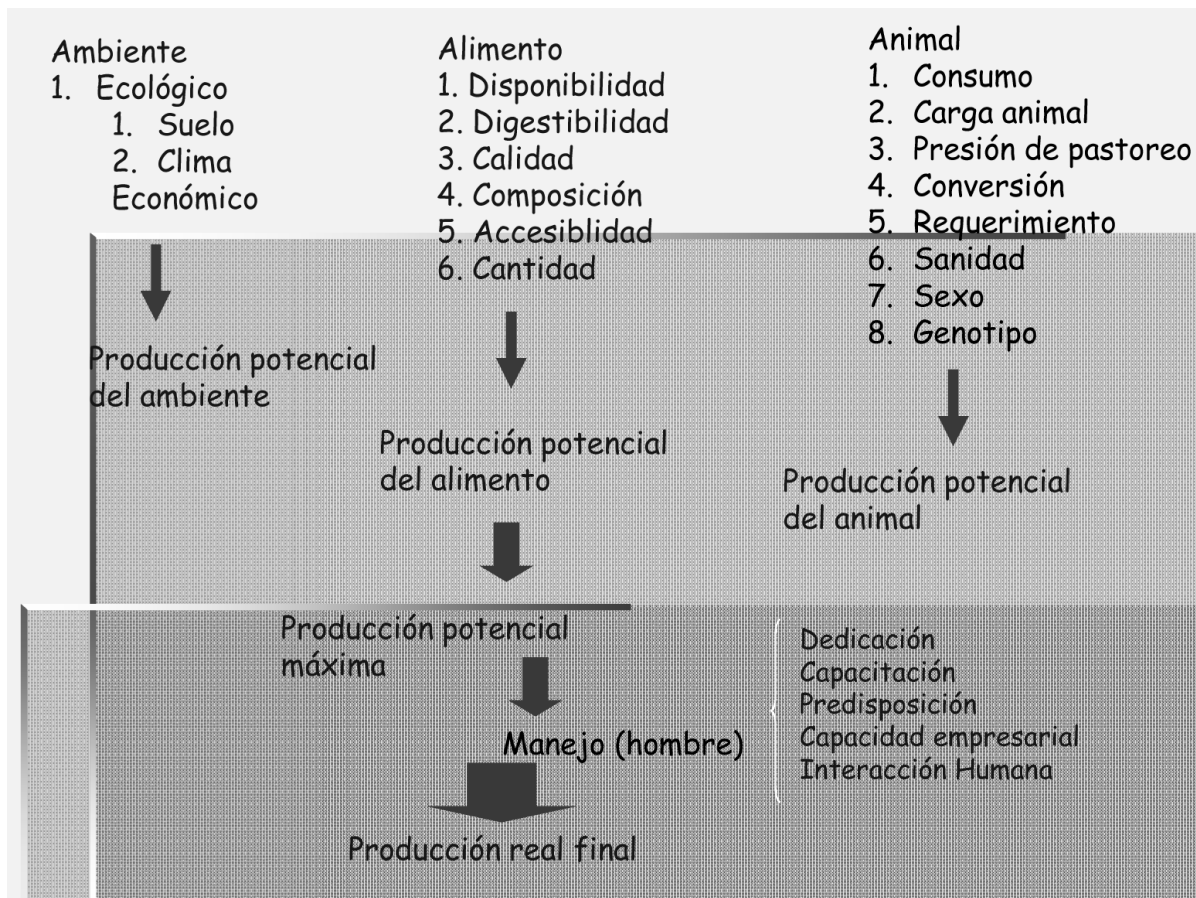 Ambiente
1. Ecológico
1. Suelo
2. Clima
Económico
Producción potencial
del ambiente
Alimento
1. Disponibilidad
2. Digestibilidad
3. Calidad
4. Composición
5. Accesiblidad
6. Cantidad
Producción potencial
del alimento
Animal
1. Consumo
2. Carga animal
3. Presión de pastoreo
4. Conversión
5. Requerimiento
6. Sanidad
7. Sexo
8. Genotipo
Producción potencial
del animal
Producción potencial
máxima
Manejo (hombre)
Dedicación
Capacitación
Predisposición
Capacidad empresarial
Interacción Humana
Producción real final